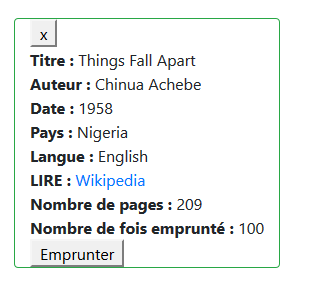 x
Titre : Things Fall Apart
Auteur : Chinua Achebe
Date : 1958
Pays : Nigeria
Langue : English
LIRE : Wikipedia
Nombre de pages : 209
Nombre de fois emprunté : 100
Emprunter